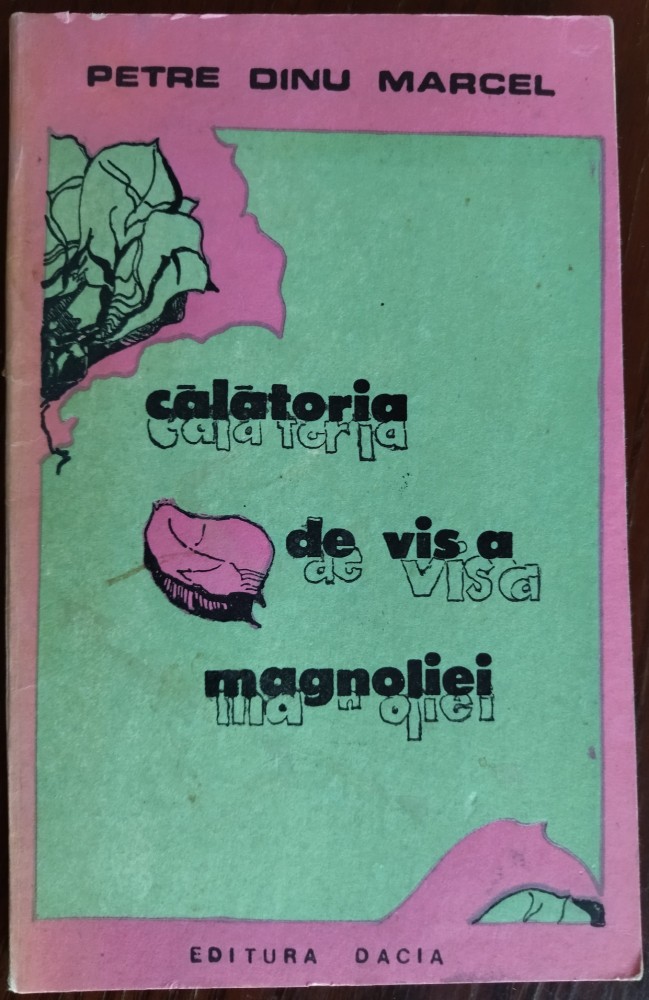 PETRE DINU MARCEL
călătoria
de vis a
magnoliei
EDITURA DACIA